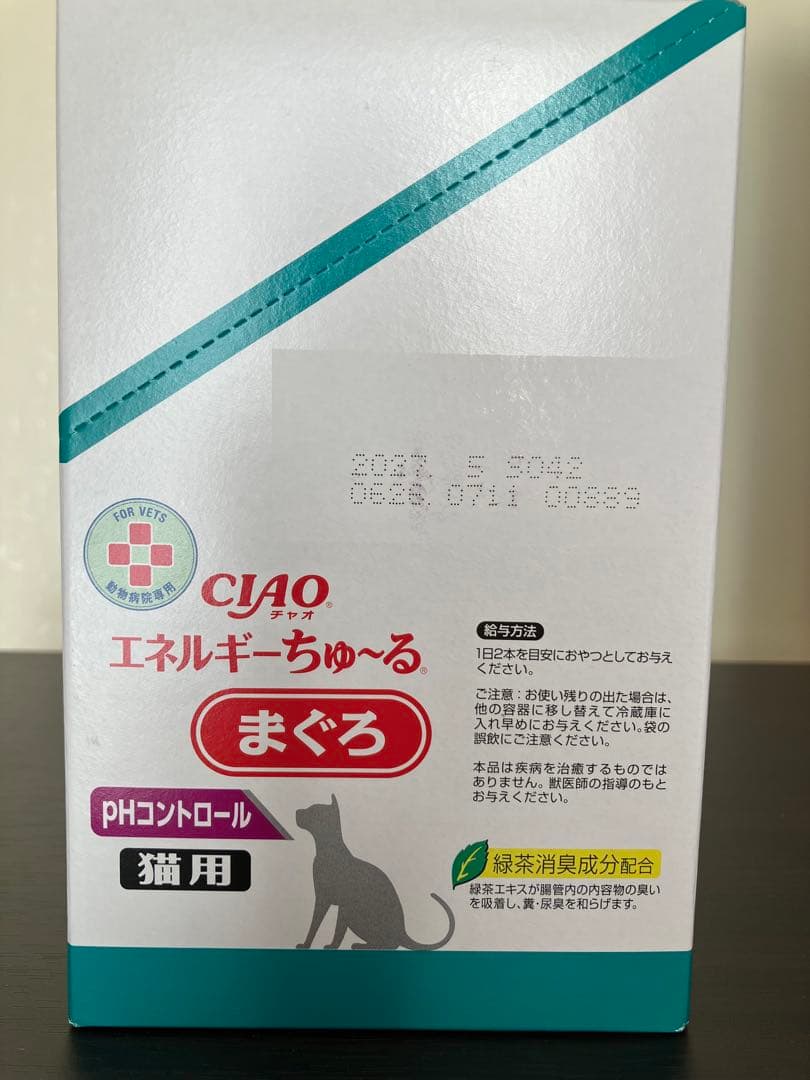 2027. 5 S042
0626 0711 00889
FOR VETS
動物病院専用
CIAO®
チャオ
エネルギーちゅ～る®
まぐろ
pHコントロール
猫用
給与方法
1日2本を目安におやつとしてお与え
ください。
ご注意：お使い残りの出た場合は、
他の容器に移し替えて冷蔵庫に
入れ早めにお与えください。袋の
誤飲にご注意ください。
本品は疾病を治癒するものでは
ありません。獣医師の指導のもと
お与えください。
緑茶消臭成分配合
緑茶エキスが腸管内の内容物の臭い
を吸着し、糞・尿臭を和らげます。